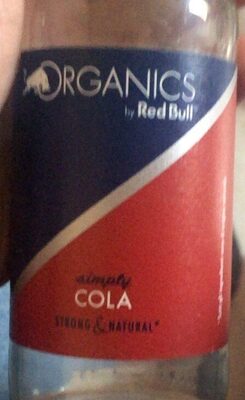 ORGANICS
by Red Bull
simply
COLA
STRONG & NATURAL*